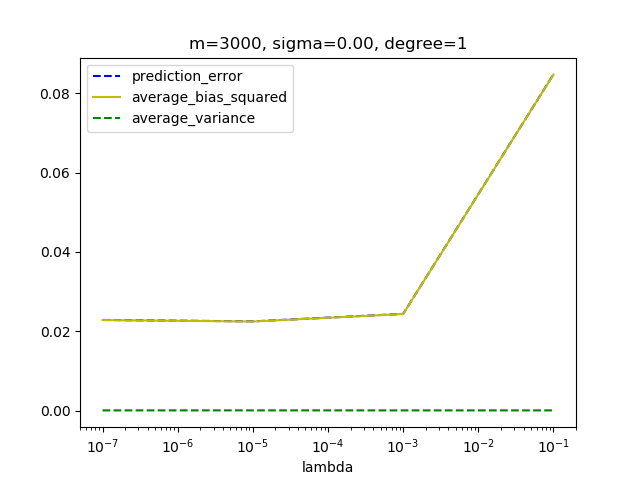 m=3000, sigma=0.00, degree=1
prediction_error
average_bias_squared
average_variance
0.08
0.06
0.04
0.02
0.00
10⁻⁷ 10⁻⁶ 10⁻⁵ 10⁻⁴ 10⁻³ 10⁻² 10⁻¹
lambda